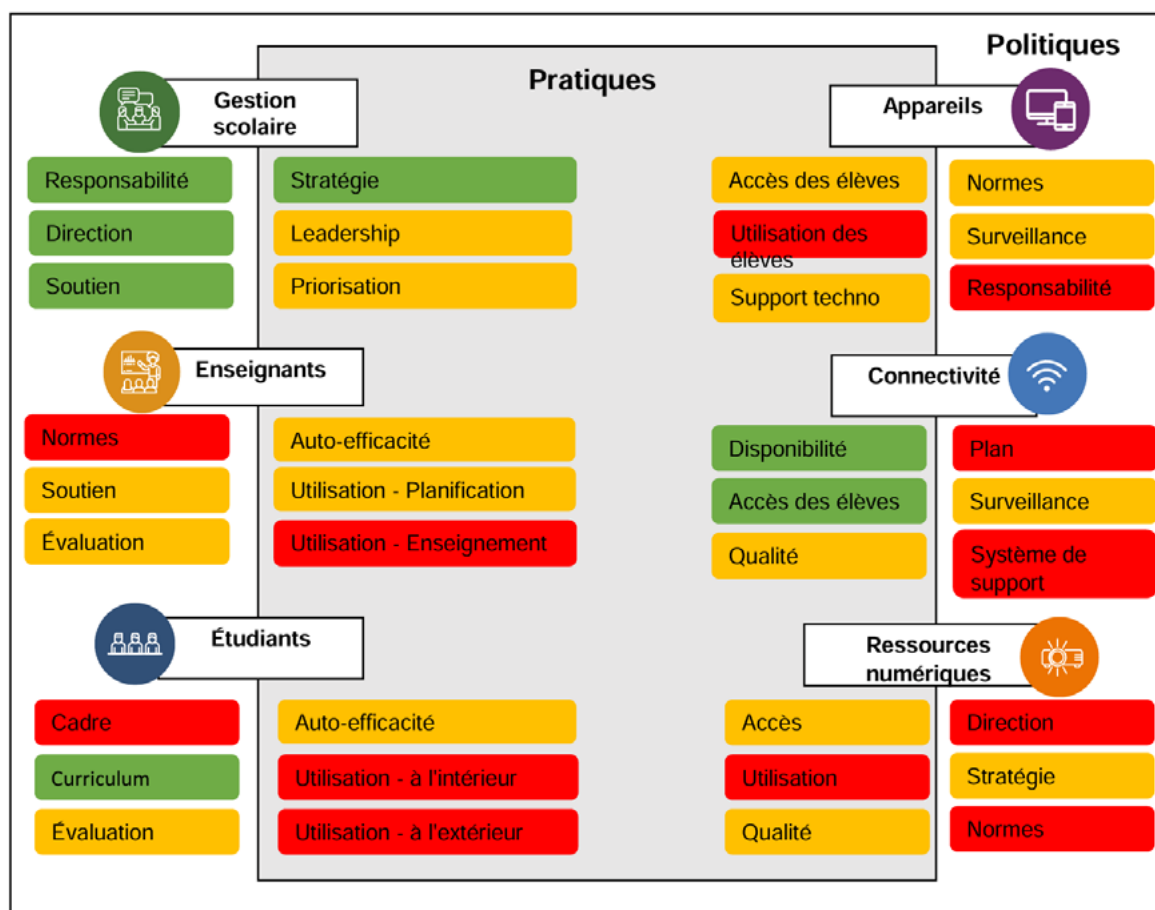 Politiques
Pratiques
Gestion
scolaire
Responsabilité
Direction
Soutien
Stratégie
Leadership
Priorisation
Appareils
Accès des élèves
Utilisation des
élèves
Support techno
Normes
Surveillance
Responsabilité
Enseignants
Normes
Soutien
Évaluation
Auto-efficacité
Utilisation - Planification
Utilisation - Enseignement
Connectivité
Disponibilité
Accès des élèves
Qualité
Plan
Surveillance
Système de
support
Étudiants
Cadre
Curriculum
Évaluation
Auto-efficacité
Utilisation - à l'intérieur
Utilisation - à l'extérieur
Ressources
numériques
Accès
Utilisation
Qualité
Direction
Stratégie
Normes